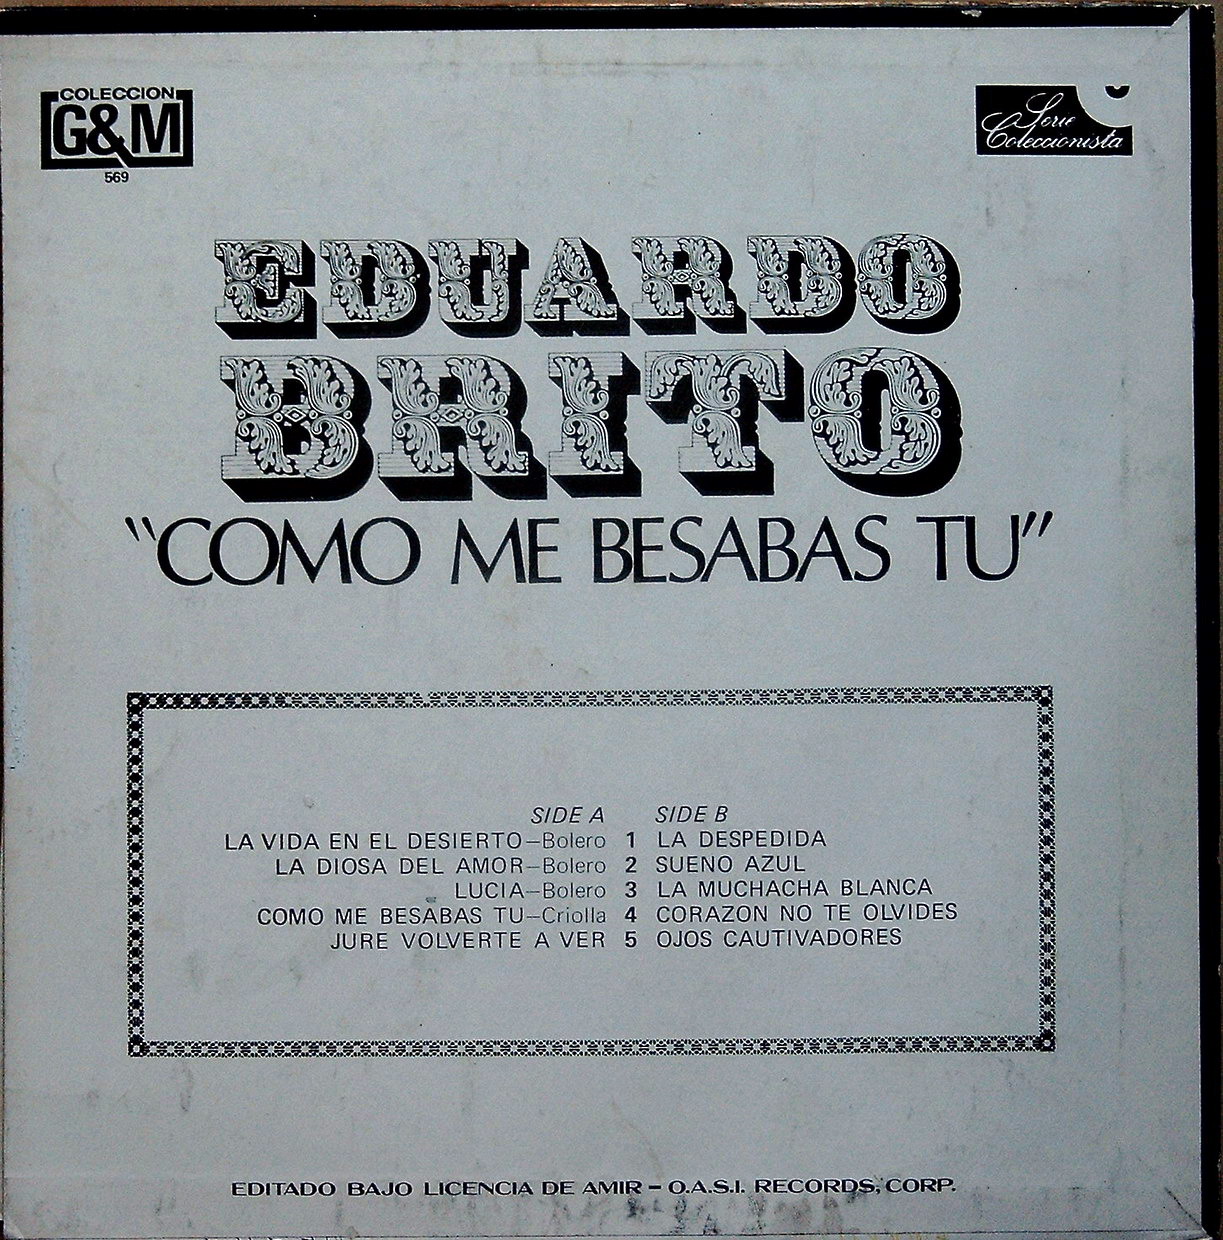 COLECCION
G&M
569
Serie
Coleccionista
EDUARDO
BRITO
"COMO ME BESABAS TU"
SIDE A SIDE B
LA VIDA EN EL DESIERTO–Bolero 1 LA DESPEDIDA
LA DIOSA DEL AMOR–Bolero 2 SUENO AZUL
LUCIA–Bolero 3 LA MUCHACHA BLANCA
COMO ME BESABAS TU–Criolla 4 CORAZON NO TE OLVIDES
JURE VOLVERTE A VER 5 OJOS CAUTIVADORES
EDITADO BAJO LICENCIA DE AMIR – O.A.S.I. RECORDS, CORP.